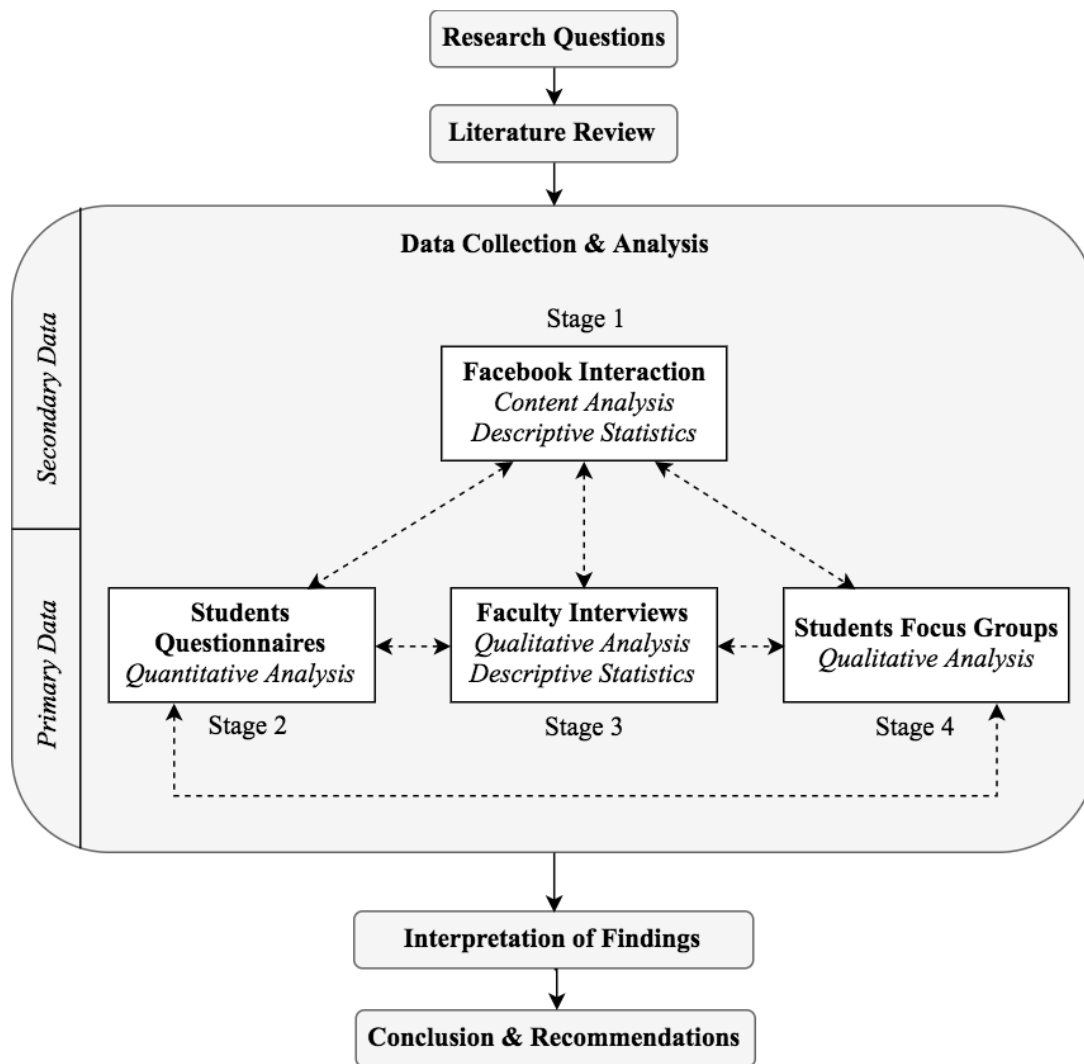 Research Questions
Literature Review
Data Collection & Analysis
Secondary Data
Stage 1
Facebook Interaction
Content Analysis
Descriptive Statistics
Primary Data
Students
Questionnaires
Quantitative Analysis
Stage 2
Faculty Interviews
Qualitative Analysis
Descriptive Statistics
Stage 3
Students Focus Groups
Qualitative Analysis
Stage 4
Interpretation of Findings
Conclusion & Recommendations